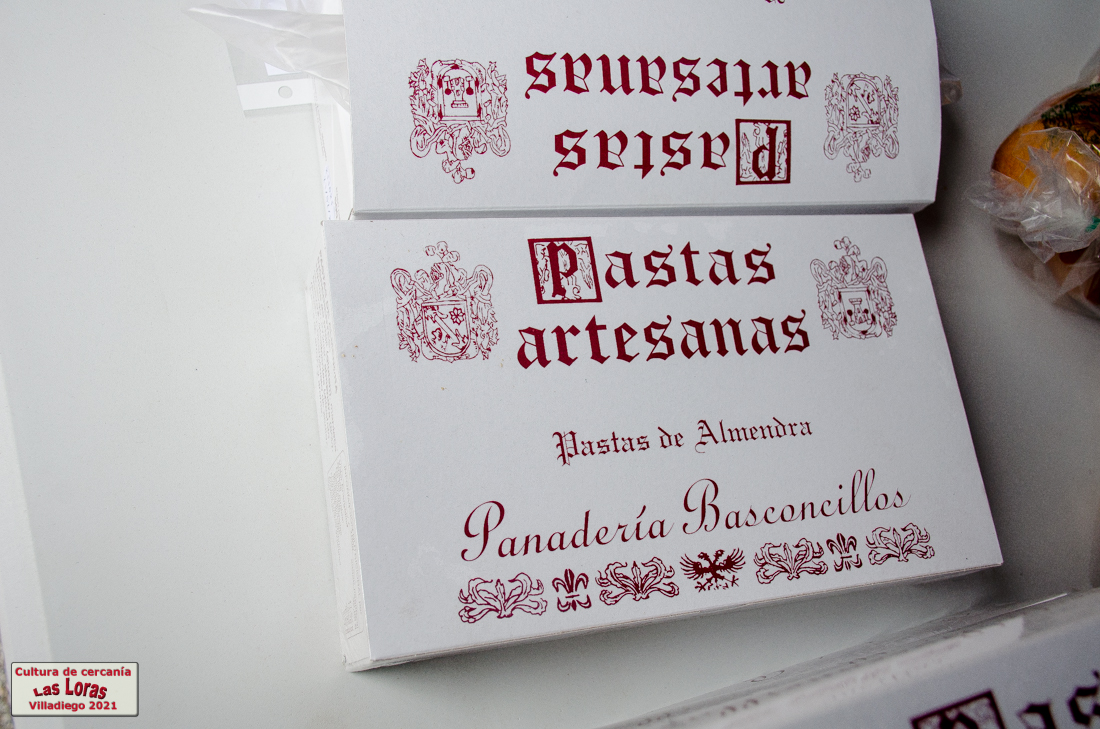 Pastas
artesanas
Pastas
artesanas
Pastas de Almendra
Panadería Basconcillos
Cultura de cercanía
Las Loras
Villadiego 2021